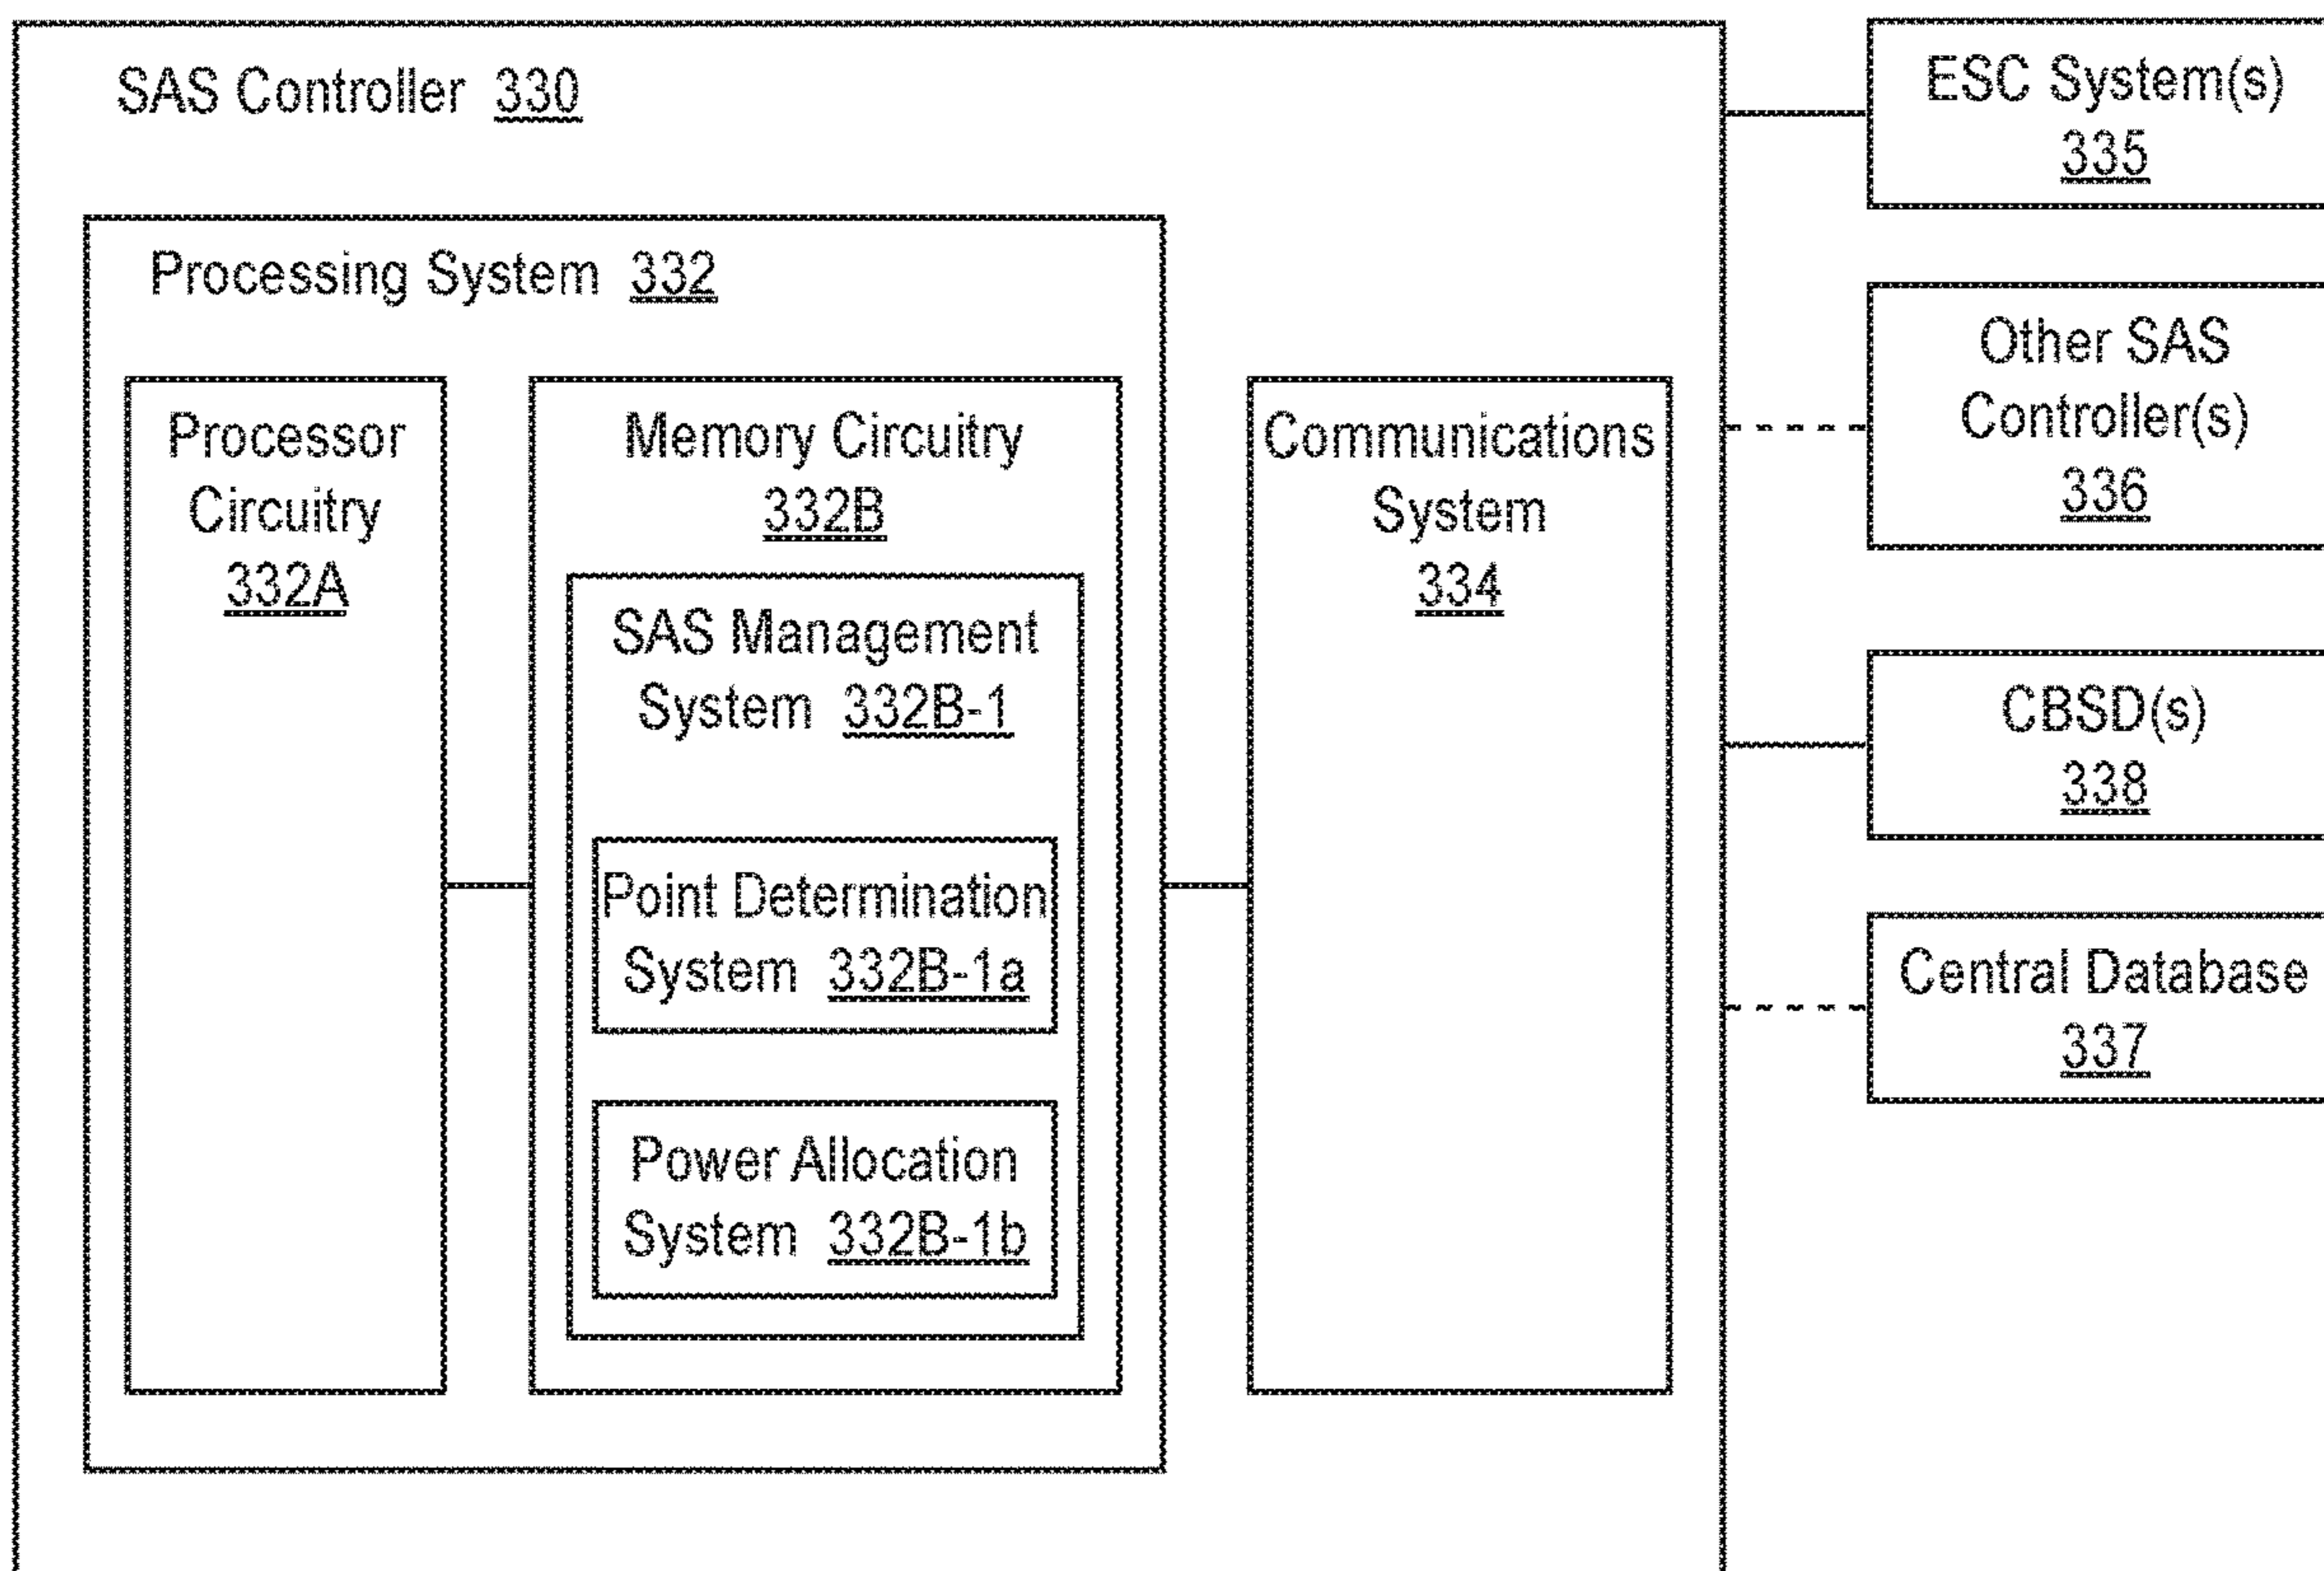 SAS Controller 330
Processing System 332
Processor
Circuitry
332A
Memory Circuitry
332B
SAS Management
System 332B-1
Point Determination
System 332B-1a
Power Allocation
System 332B-1b
Communications
System
334
ESC System(s)
335
Other SAS
Controller(s)
336
CBSD(s)
338
Central Database
337